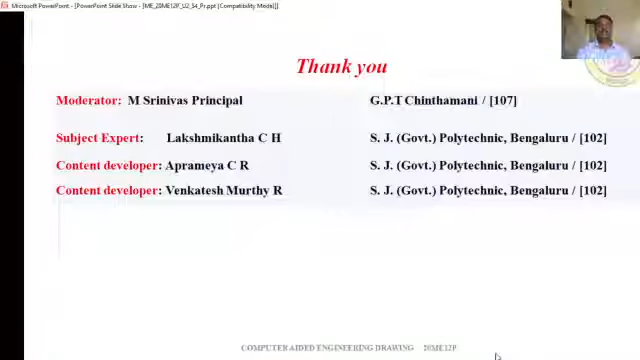 Microsoft PowerPoint - [PowerPoint Slide Show - [ME_20ME12P_U2_S4_Pr.ppt [Compatibility Mode]]]
Thank you
Moderator: M Srinivas Principal G.P.T Chinthamani / [107]
Subject Expert: Lakshmikantha C H S. J. (Govt.) Polytechnic, Bengaluru / [102]
Content developer: Aprameya C R S. J. (Govt.) Polytechnic, Bengaluru / [102]
Content developer: Venkatesh Murthy R S. J. (Govt.) Polytechnic, Bengaluru / [102]
COMPUTER AIDED ENGINEERING DRAWING 20ME12P